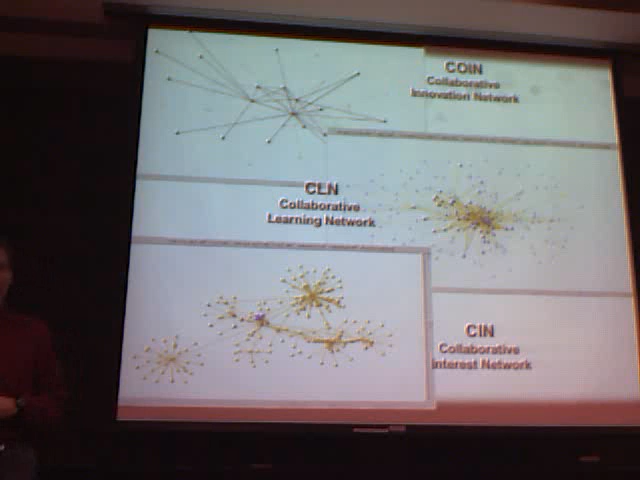 COIN
Collaborative
Innovation Network
CLN
Collaborative
Learning Network
CIN
Collaborative
Interest Network